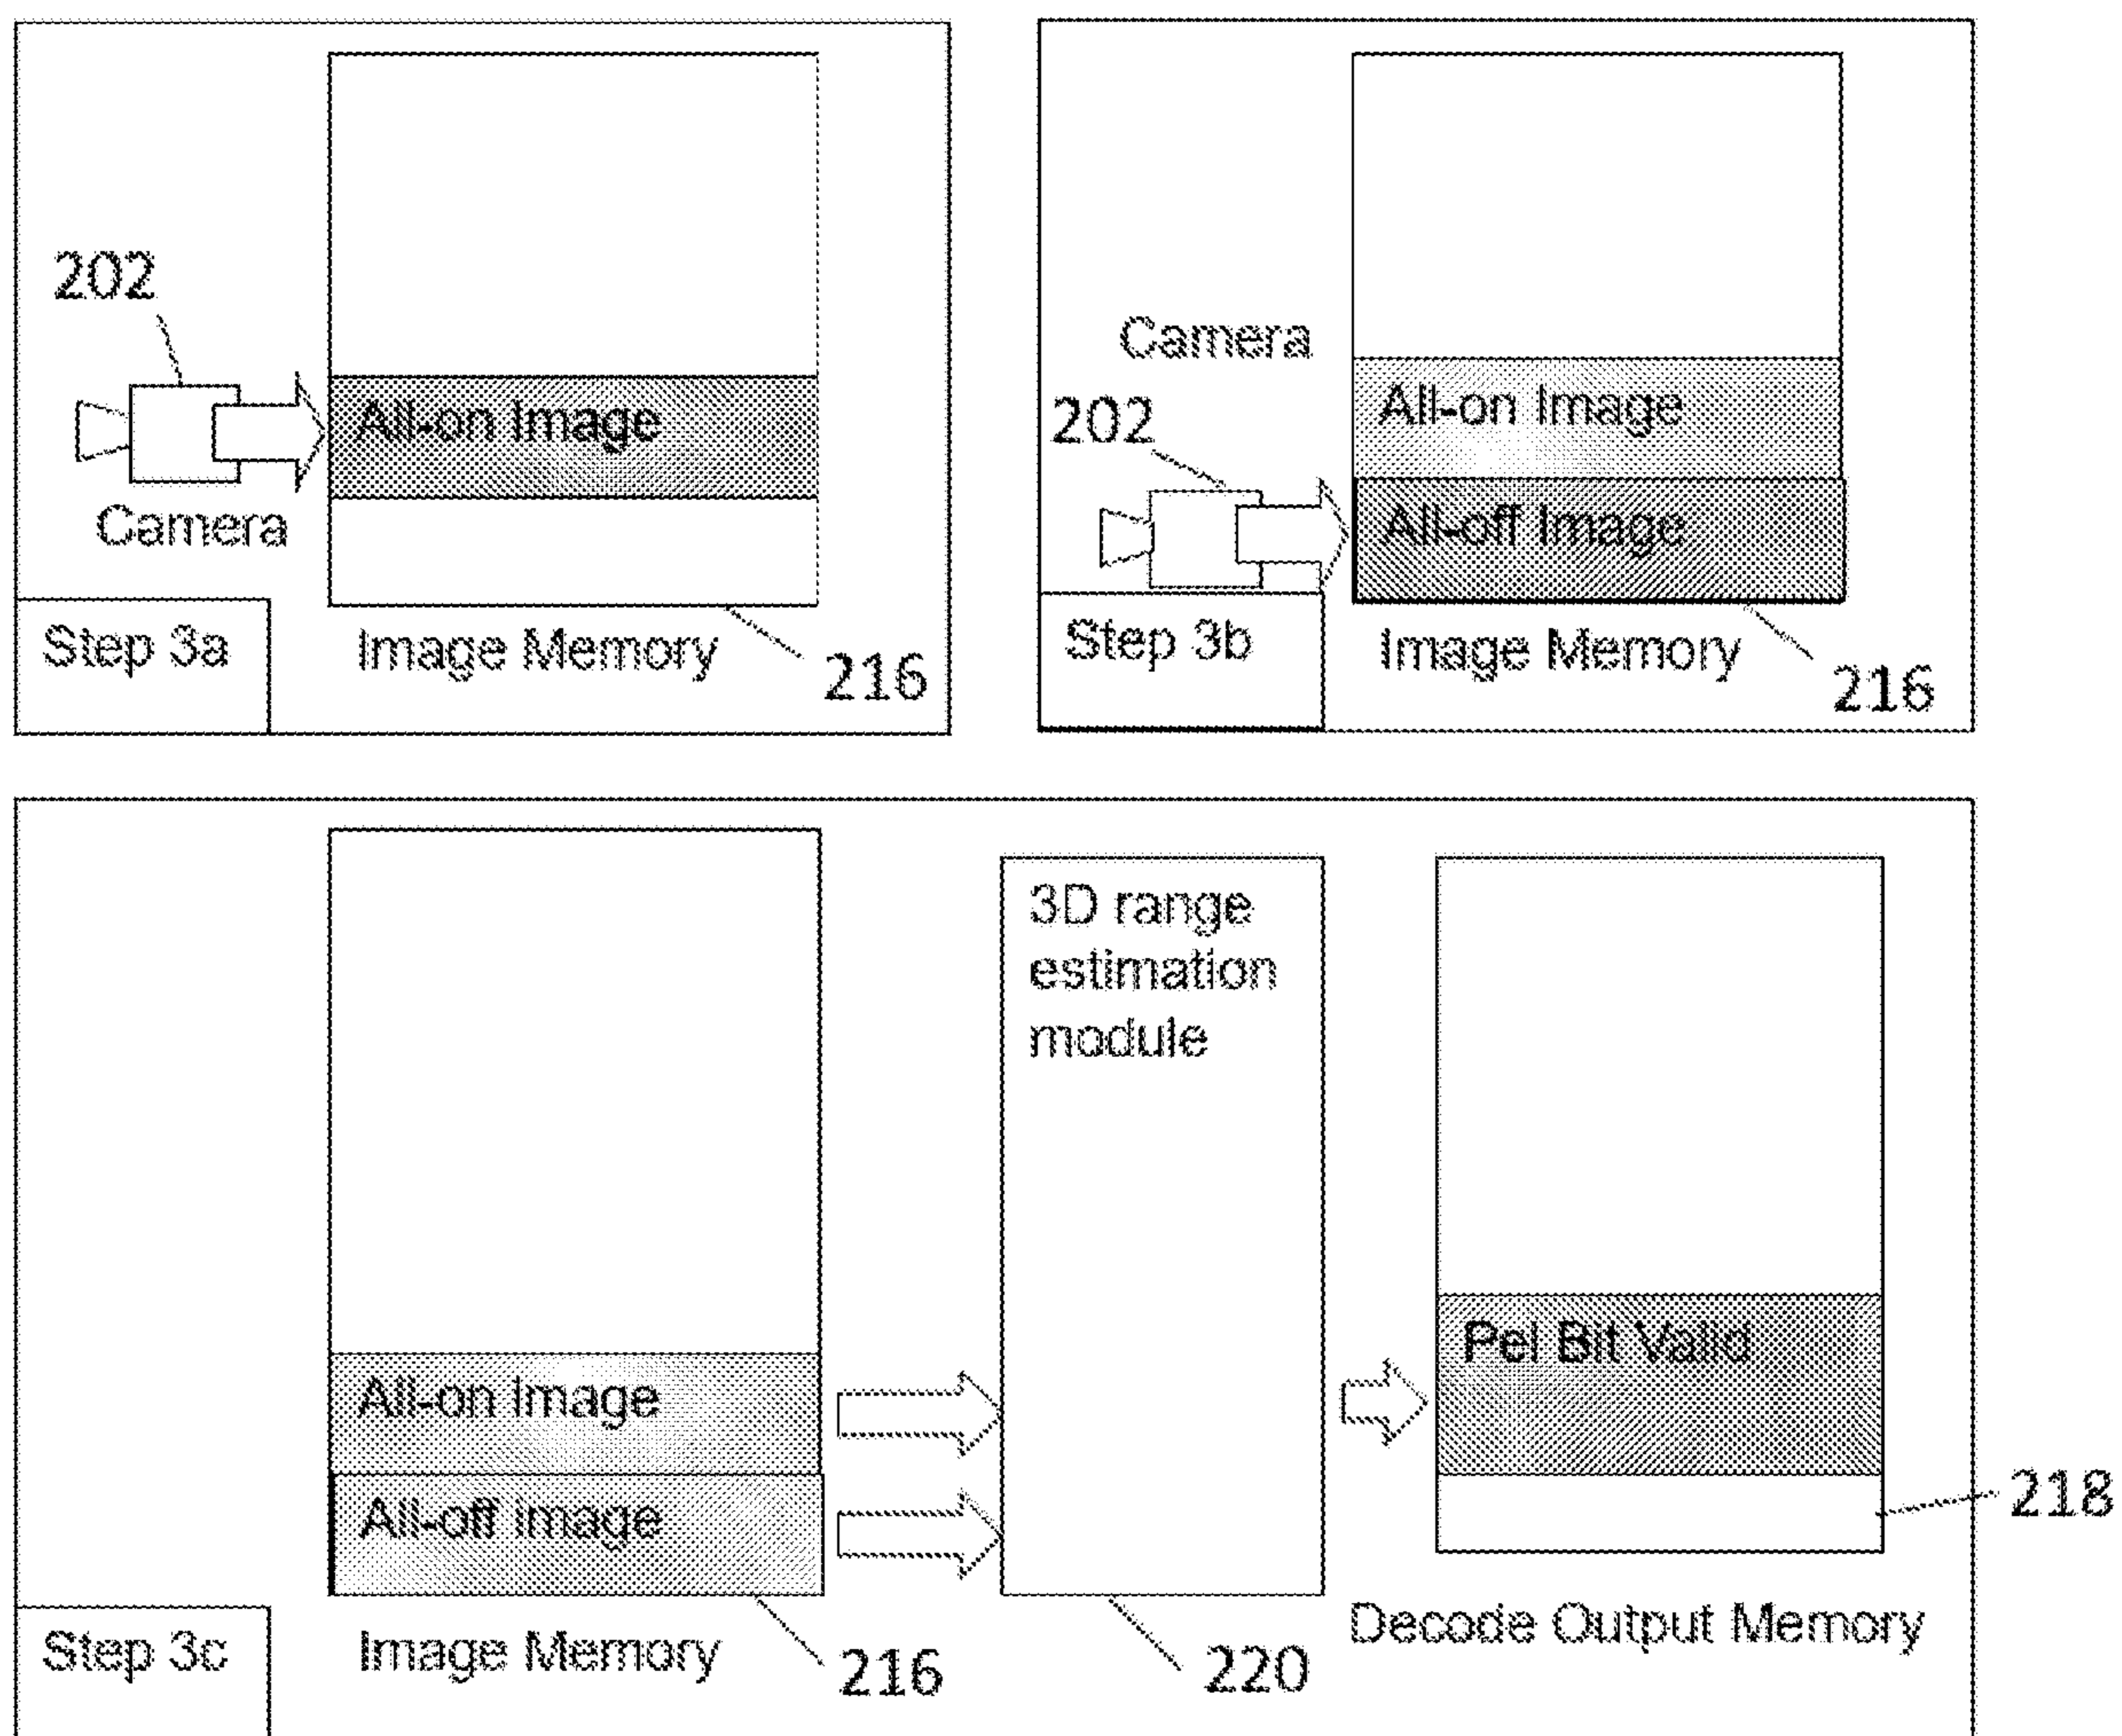 202
All-on Image
Camera
Step 3a
Image Memory
216
Camera
202
All-on Image
All-off Image
Step 3b
Image Memory
216
3D range
estimation
module
All-on Image
All-off image
Pel Bit Valid
218
Step 3c
Image Memory
216
220
Decode Output Memory